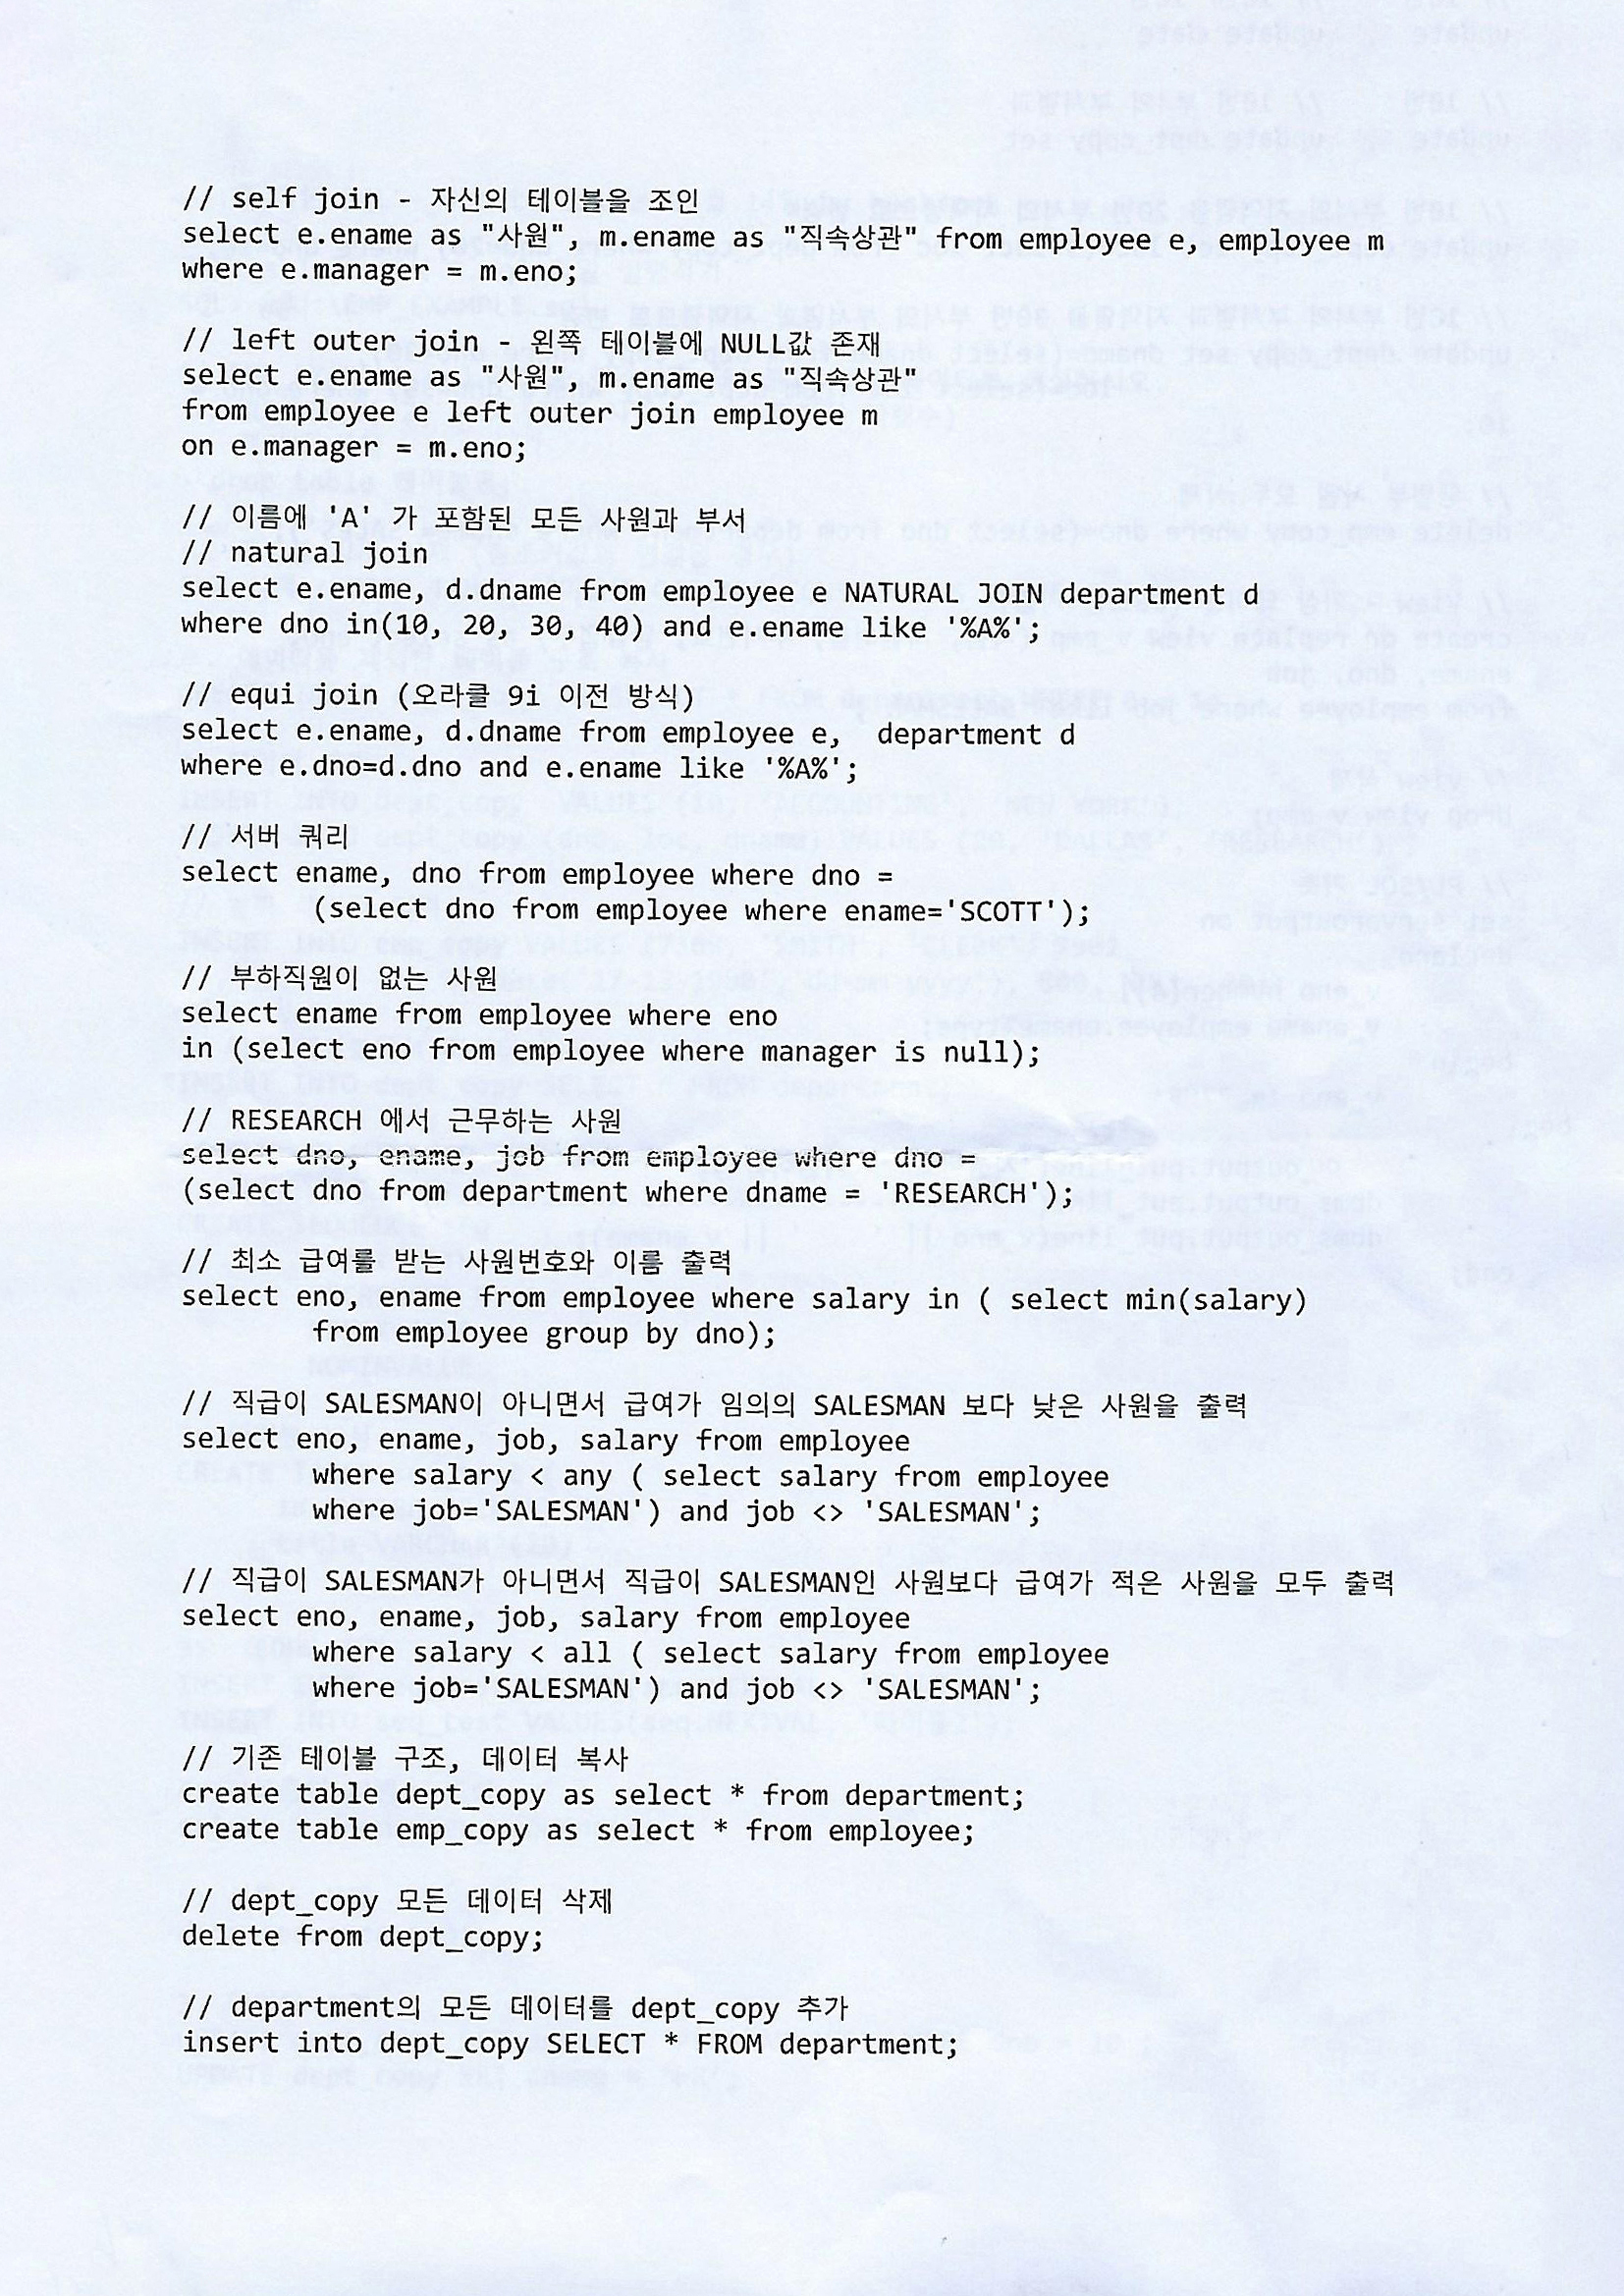 // self join - 자신의 테이블을 조인
select e.ename as "사원", m.ename as "직속상관" from employee e, employee m
where e.manager = m.eno;
// left outer join - 왼쪽 테이블에 NULL값 존재
select e.ename as "사원", m.ename as "직속상관"
from employee e left outer join employee m
on e.manager = m.eno;
// 이름에 'A' 가 포함된 모든 사원과 부서
// natural join
select e.ename, d.dname from employee e NATURAL JOIN department d
where dno in(10, 20, 30, 40) and e.ename like '%A%';
// equi join (오라클 9i 이전 방식)
select e.ename, d.dname from employee e,  department d
where e.dno=d.dno and e.ename like '%A%';
// 서버 쿼리
select ename, dno from employee where dno =
        (select dno from employee where ename='SCOTT');
// 부하직원이 없는 사원
select ename from employee where eno
in (select eno from employee where manager is null);
// RESEARCH 에서 근무하는 사원
select dno, ename, job from employee where dno =
(select dno from department where dname = 'RESEARCH');
// 최소 급여를 받는 사원번호와 이름 출력
select eno, ename from employee where salary in ( select min(salary)
        from employee group by dno);
// 직급이 SALESMAN이 아니면서 급여가 임의의 SALESMAN 보다 낮은 사원을 출력
select eno, ename, job, salary from employee
        where salary < any ( select salary from employee
        where job='SALESMAN') and job <> 'SALESMAN';
// 직급이 SALESMAN가 아니면서 직급이 SALESMAN인 사원보다 급여가 적은 사원을 모두 출력
select eno, ename, job, salary from employee
        where salary < all ( select salary from employee
        where job='SALESMAN') and job <> 'SALESMAN';
// 기존 테이블 구조, 데이터 복사
create table dept_copy as select * from department;
create table emp_copy as select * from employee;
// dept_copy 모든 데이터 삭제
delete from dept_copy;
// department의 모든 데이터를 dept_copy 추가
insert into dept_copy SELECT * FROM department;